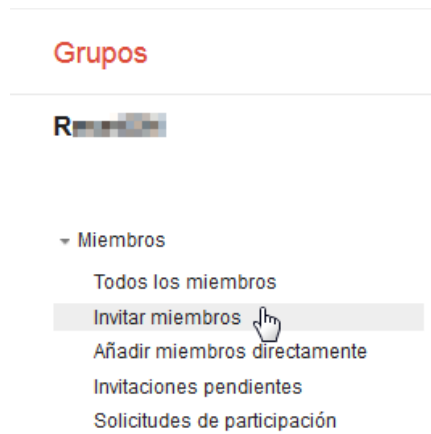 Grupos
Miembros
Todos los miembros
Invitar miembros
Añadir miembros directamente
Invitaciones pendientes
Solicitudes de participación